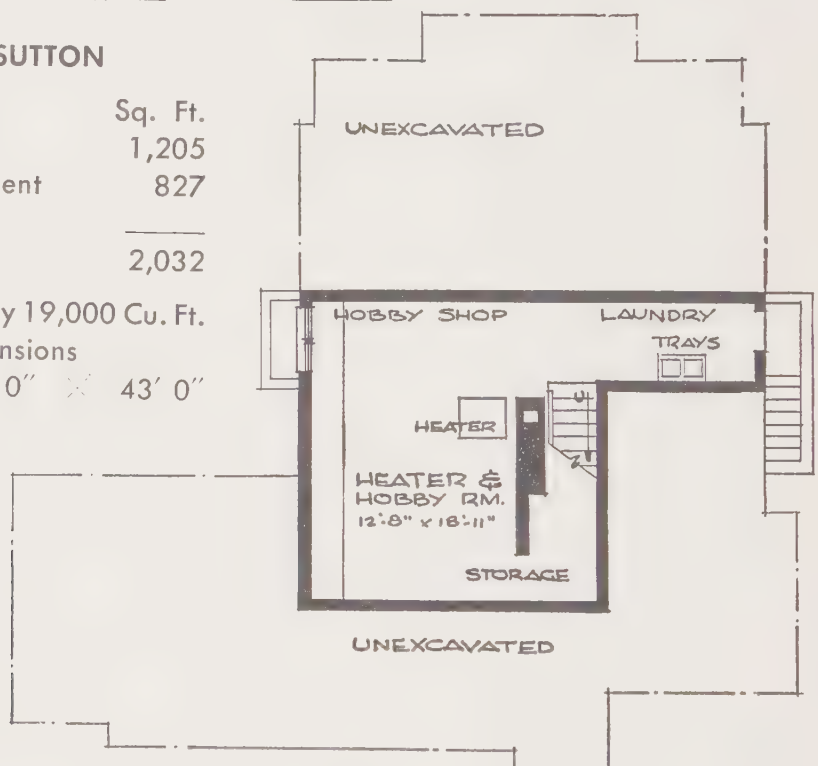 SUTTON
Sq. Ft.
1,205
ent 827
2,032
y 19,000 Cu. Ft.
nsions
0" × 43' 0"
UNEXCAVATED
HOBBY SHOP
LAUNDRY
TRAYS
HEATER
HEATER &
HOBBY RM.
12'-8" x 18'-11"
STORAGE
UNEXCAVATED